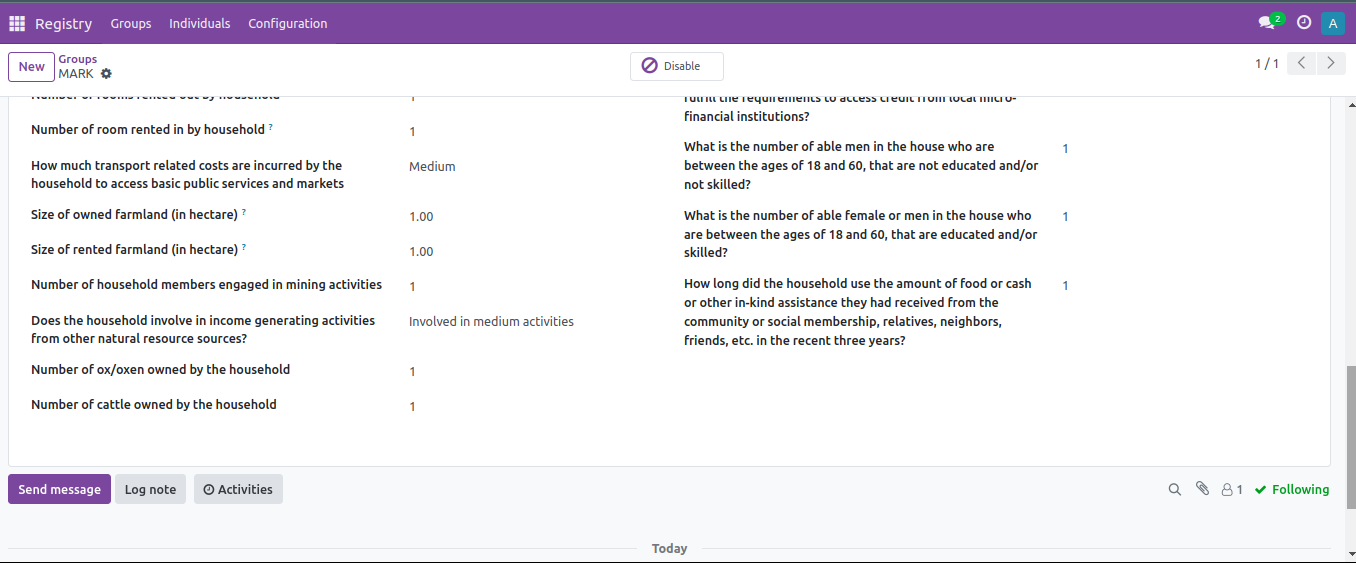 Registry Groups Individuals Configuration 2 A
New Groups
MARK
Disable
1 / 1
Number of rooms rented out by household 1
Number of room rented in by household ? 1
How much transport related costs are incurred by the
household to access basic public services and markets
Medium
Size of owned farmland (in hectare) ? 1.00
Size of rented farmland (in hectare) ? 1.00
Number of household members engaged in mining activities 1
Does the household involve in income generating activities
from other natural resource sources?
Involved in medium activities
Number of ox/oxen owned by the household 1
Number of cattle owned by the household 1
fulfill the requirements to access credit from local micro-
financial institutions?
What is the number of able men in the house who are
between the ages of 18 and 60, that are not educated and/or
not skilled?
1
What is the number of able female or men in the house who
are between the ages of 18 and 60, that are educated and/or
skilled?
1
How long did the household use the amount of food or cash
or other in-kind assistance they had received from the
community or social membership, relatives, neighbors,
friends, etc. in the recent three years?
1
Send message Log note Activities 1 Following
Today